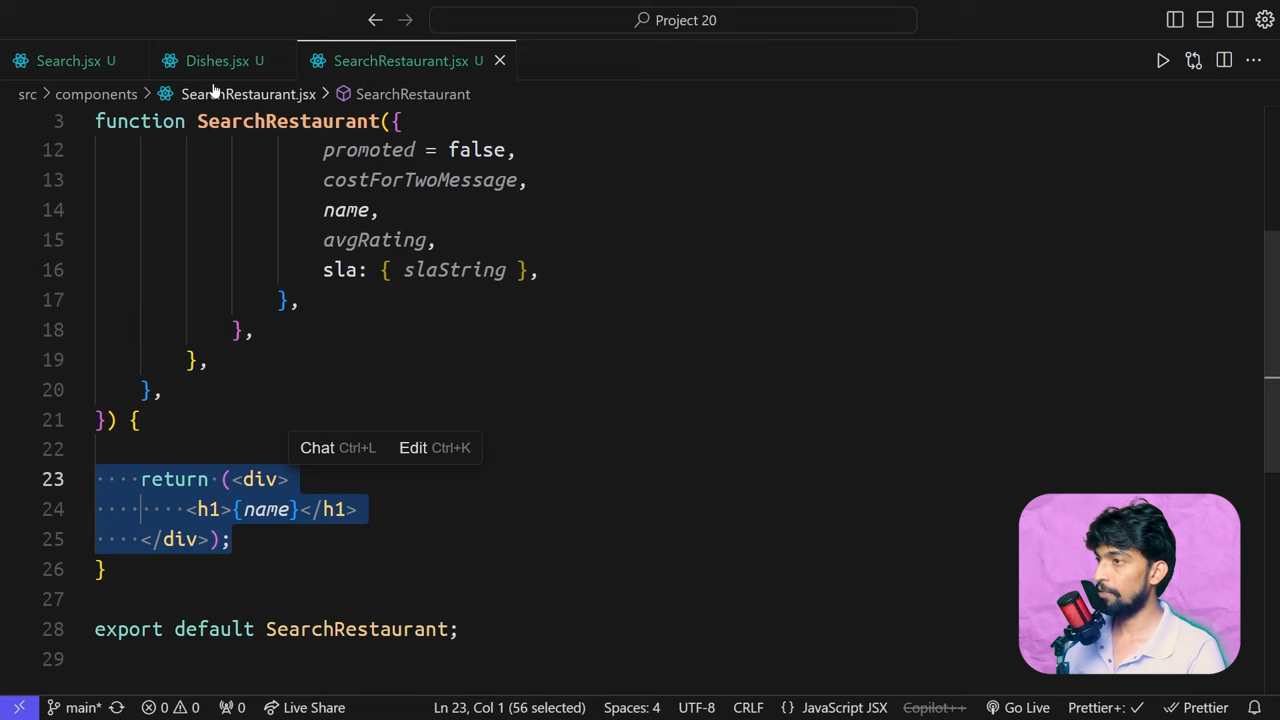 Project 20
Search.jsx U
Dishes.jsx U
SearchRestaurant.jsx U
src > components > SearchRestaurant.jsx > SearchRestaurant
3 function SearchRestaurant({
12 promoted = false,
13 costForTwoMessage,
14 name,
15 avgRating,
16 sla: { slaString },
17 },
18 },
19 },
20 },
21 }) {
22
Chat Ctrl+L Edit Ctrl+K
23 ····return·(<div>
24 ········<h1>{name}</h1>
25 ····</div>);
26 }
27
28 export default SearchRestaurant;
29
main* 0 0 0 Live Share Ln 23, Col 1 (56 selected) Spaces: 4 UTF-8 CRLF {} JavaScript JSX Copilot++ Go Live Prettier+: ✓ Prettier